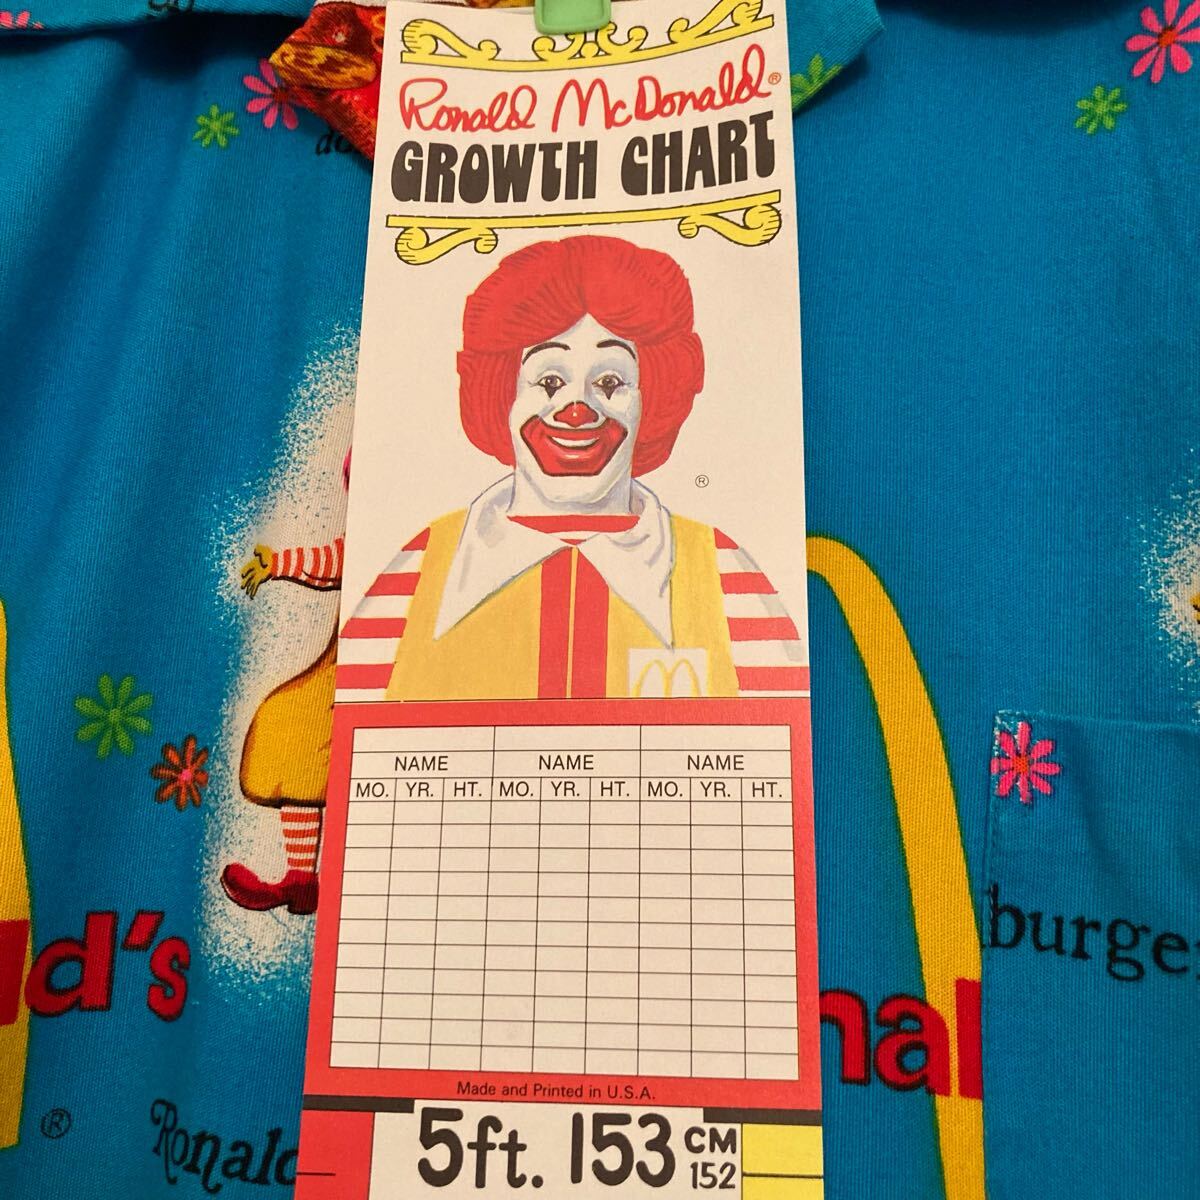 Ronald McDonald®
GROWTH CHART
®
NAME NAME NAME
MO. YR. HT. MO. YR. HT. MO. YR. HT.
Made and Printed in U.S.A.
5ft. 153 CM
152
d's
nal
burge
®
Ronald